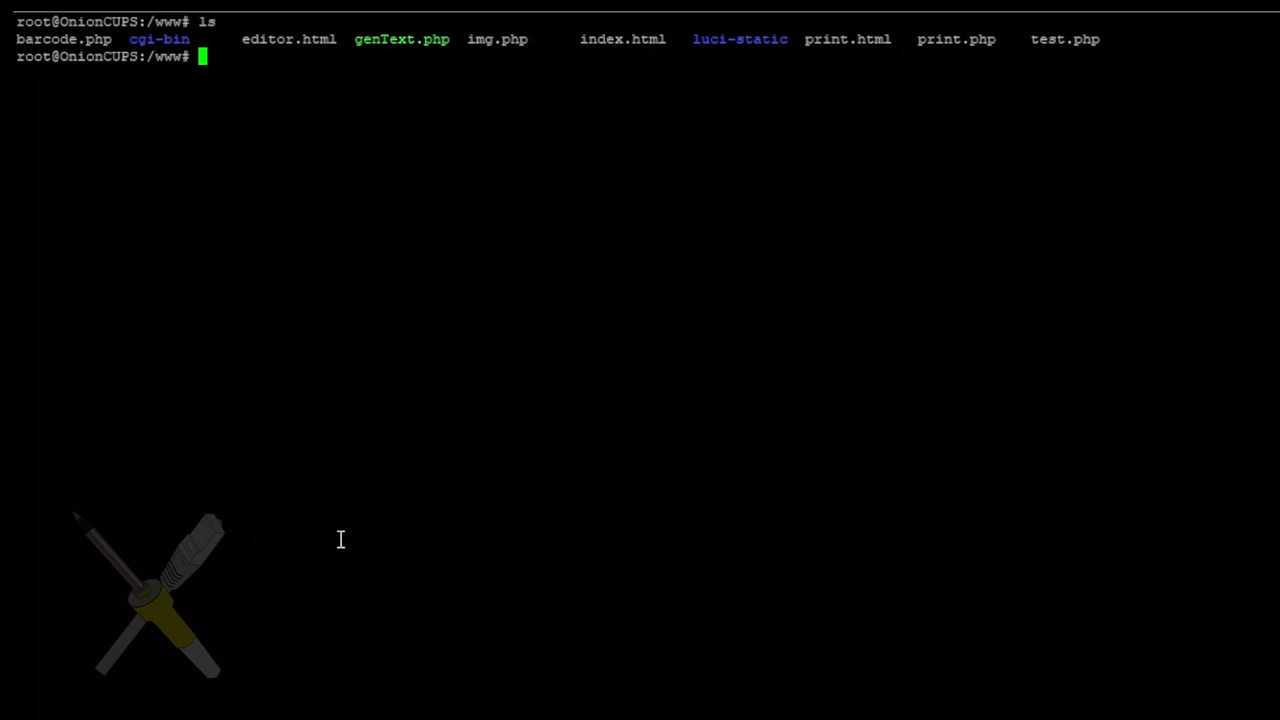 root@OnionCUPS:/www# ls
barcode.php cgi-bin editor.html genText.php img.php index.html luci-static print.html print.php test.php
root@OnionCUPS:/www#